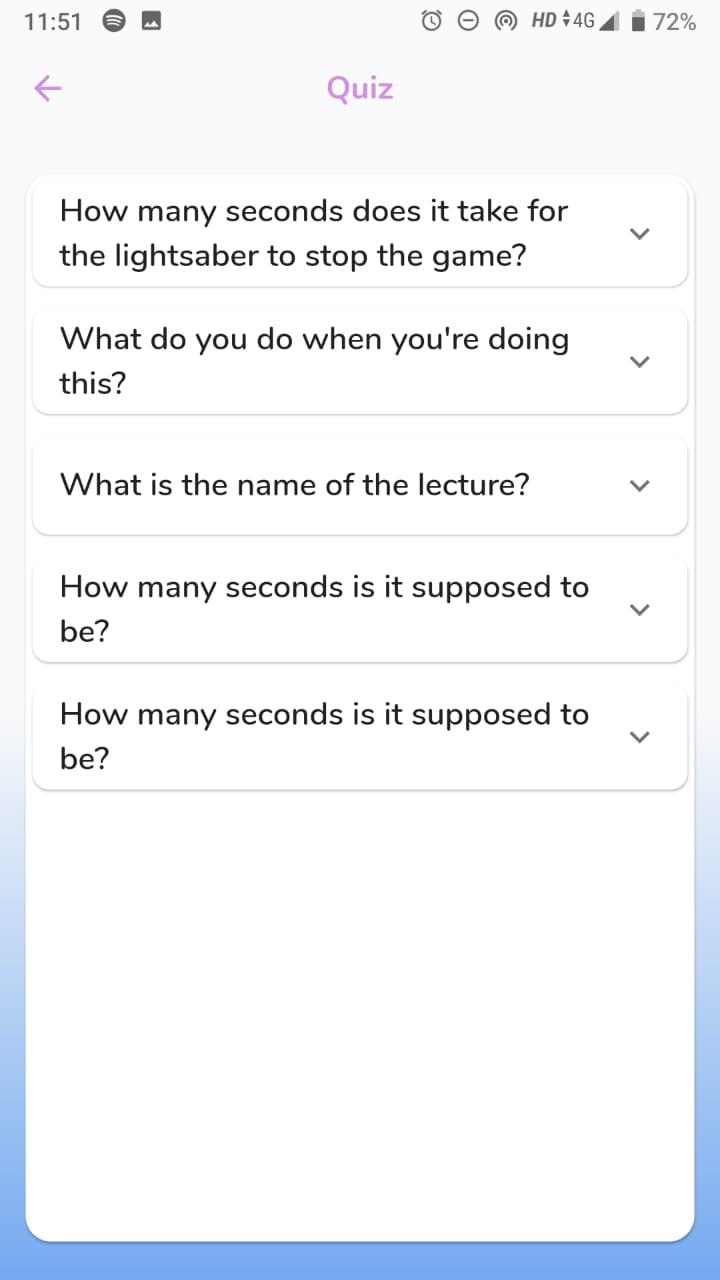 11:51 HD 4G 72%
Quiz
How many seconds does it take for
the lightsaber to stop the game?
What do you do when you're doing
this?
What is the name of the lecture?
How many seconds is it supposed to
be?
How many seconds is it supposed to
be?